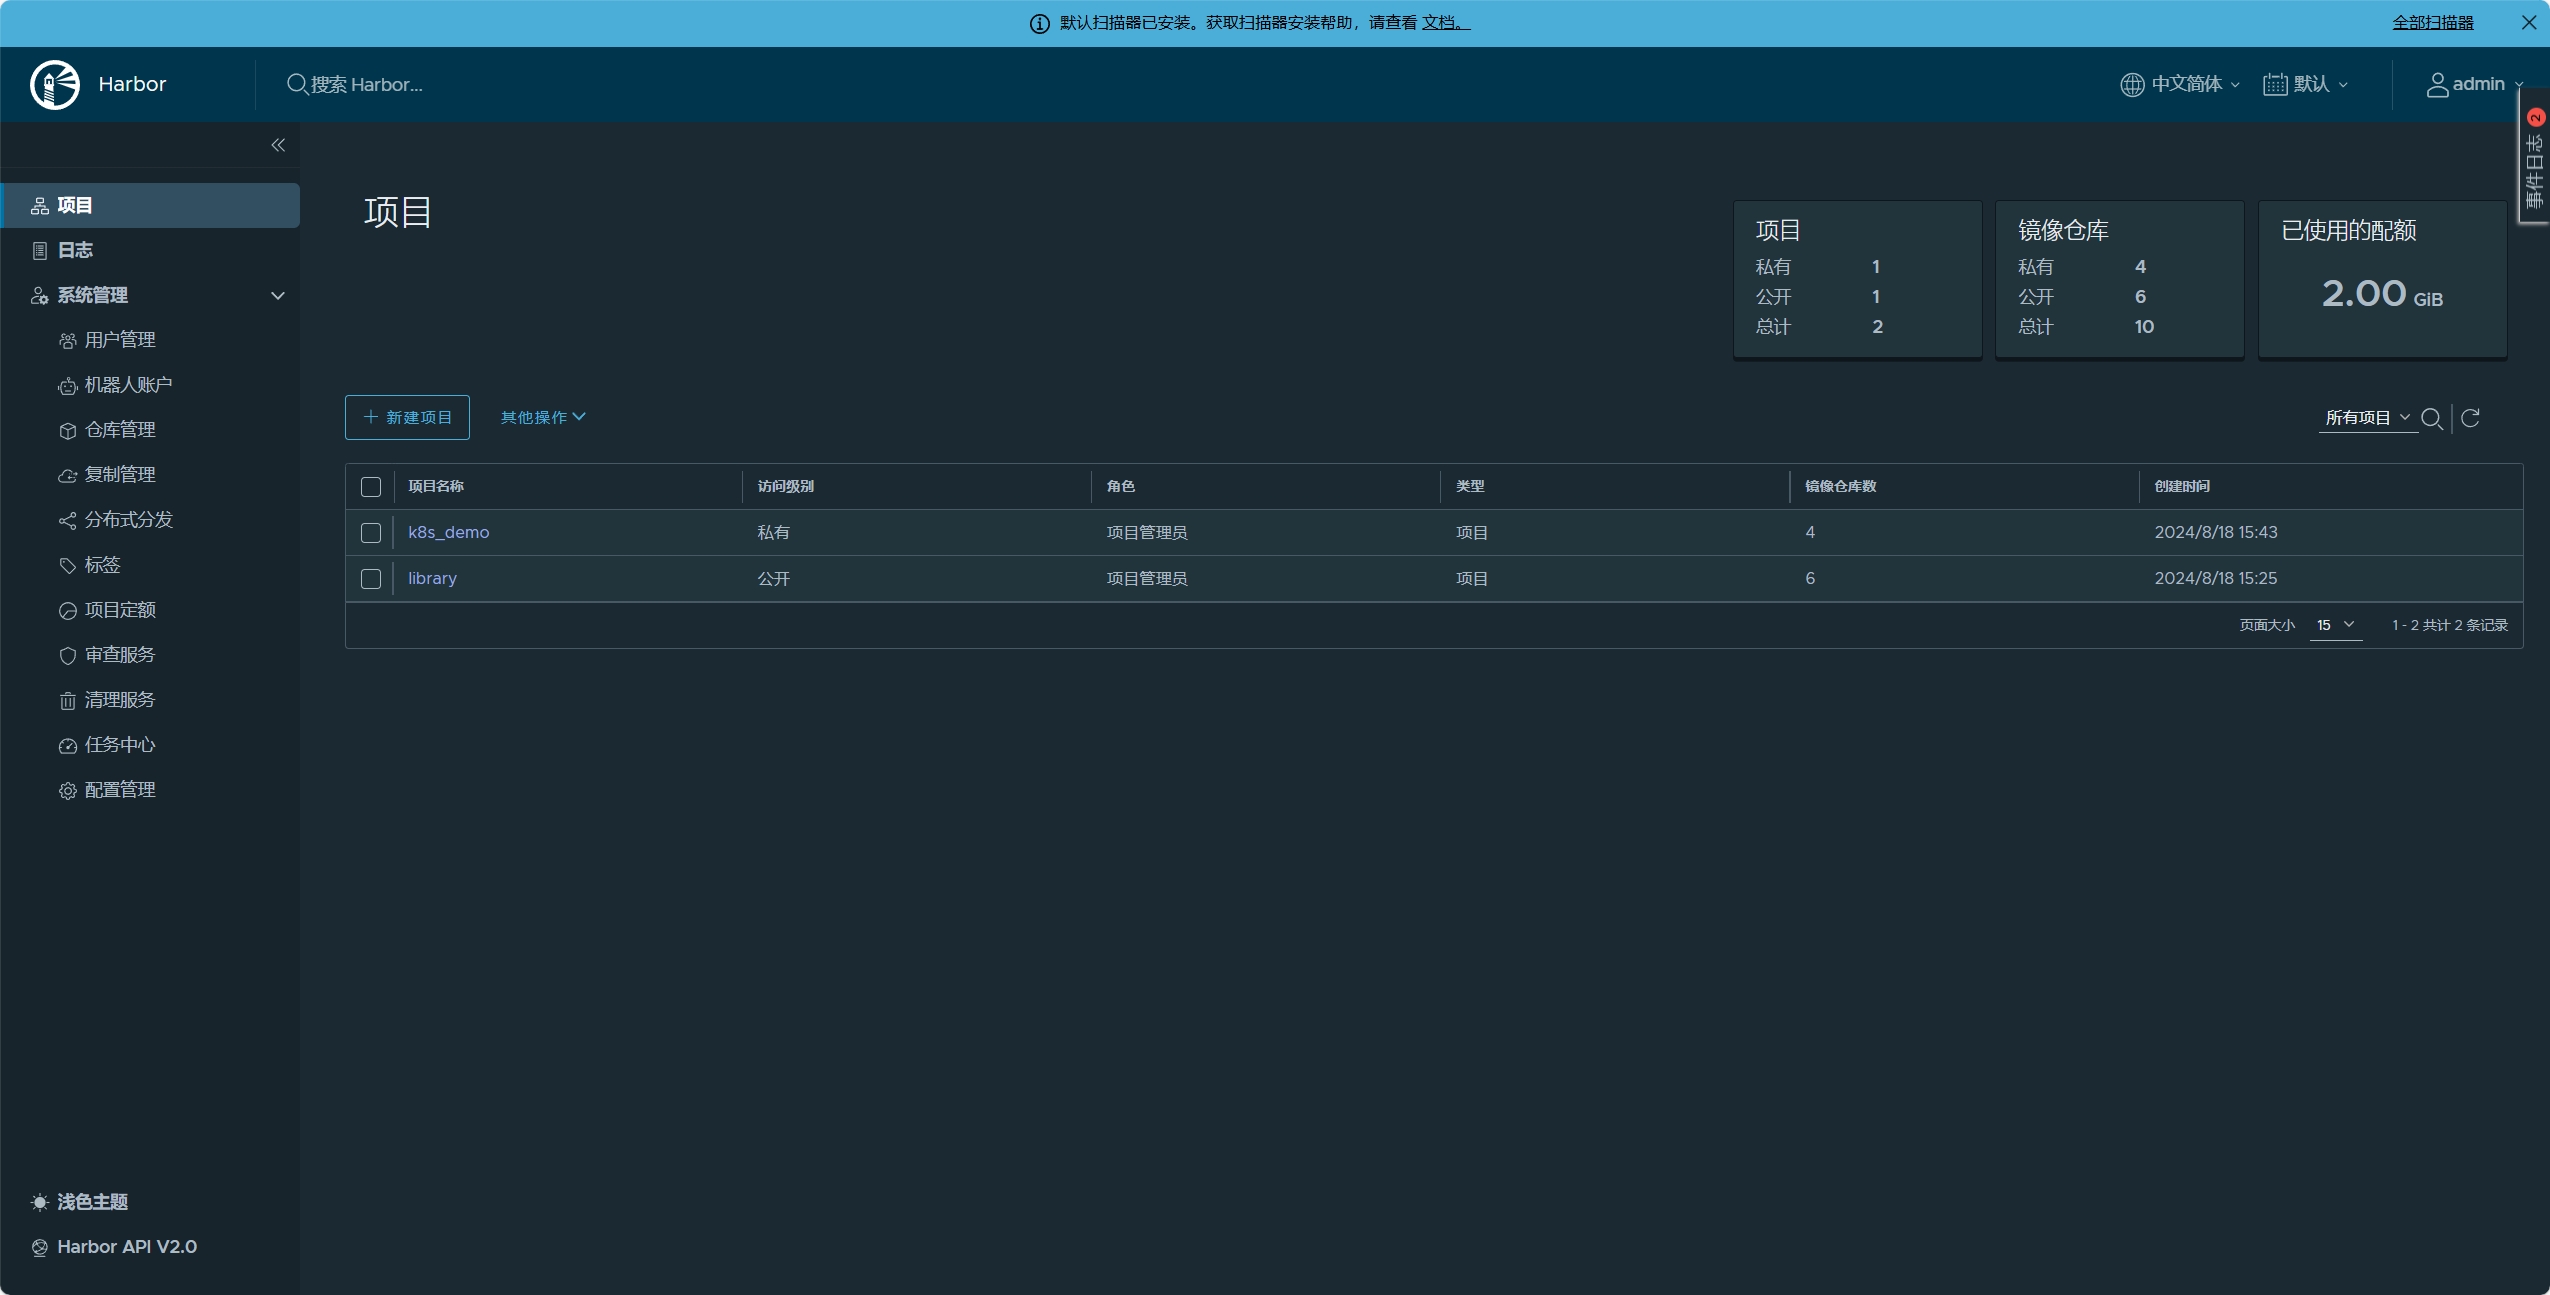 默认扫描器已安装。获取扫描器安装帮助，请查看 文档。
全部扫描器
Harbor
搜索 Harbor...
中文简体
默认
admin
事件日志 2
项目
日志
系统管理
用户管理
机器人账户
仓库管理
复制管理
分布式分发
标签
项目定额
审查服务
清理服务
任务中心
配置管理
浅色主题
Harbor API V2.0
项目
项目
私有 1
公开 1
总计 2
镜像仓库
私有 4
公开 6
总计 10
已使用的配额
2.00 GiB
新建项目
其他操作
所有项目
项目名称 访问级别 角色 类型 镜像仓库数 创建时间
k8s_demo 私有 项目管理员 项目 4 2024/8/18 15:43
library 公开 项目管理员 项目 6 2024/8/18 15:25
页面大小 15 1 - 2 共计 2 条记录